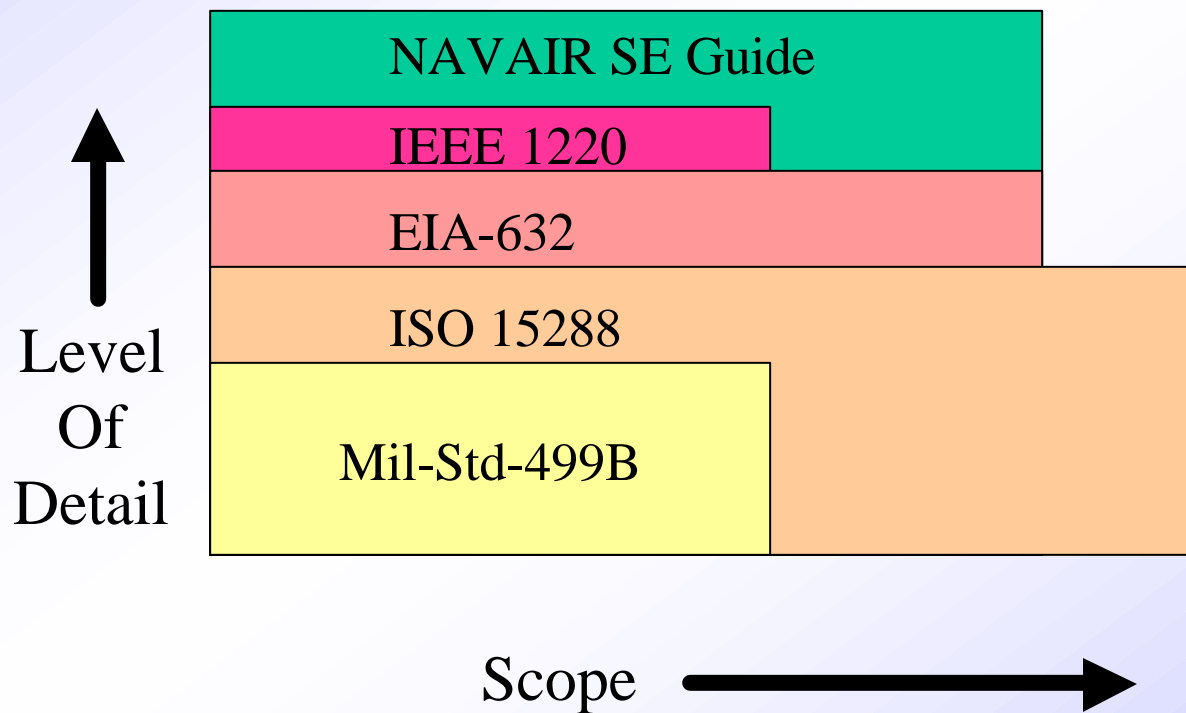 NAVAIR SE Guide
IEEE 1220
EIA-632
ISO 15288
Mil-Std-499B
Level
Of
Detail
Scope